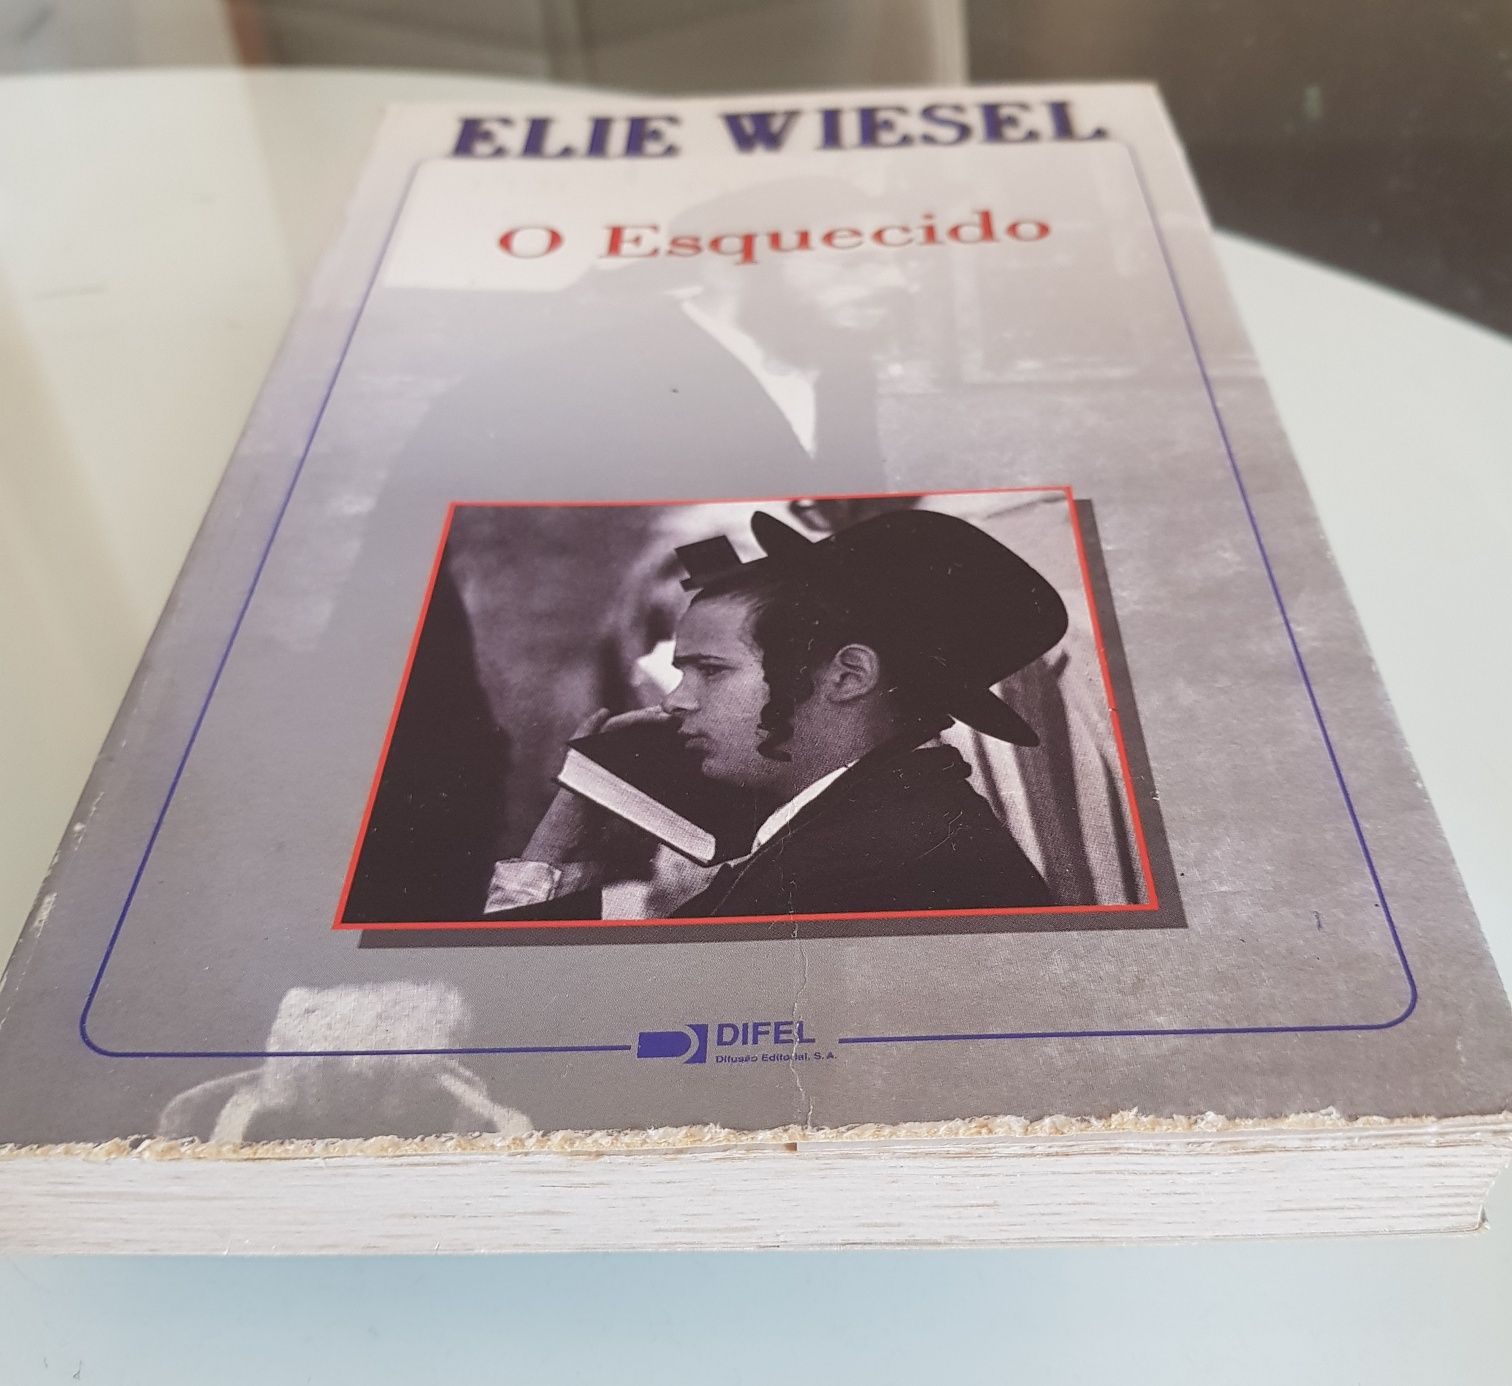 ELIE WIESEL
O Esquecido
DIFEL
Difusão Editorial, S.A.